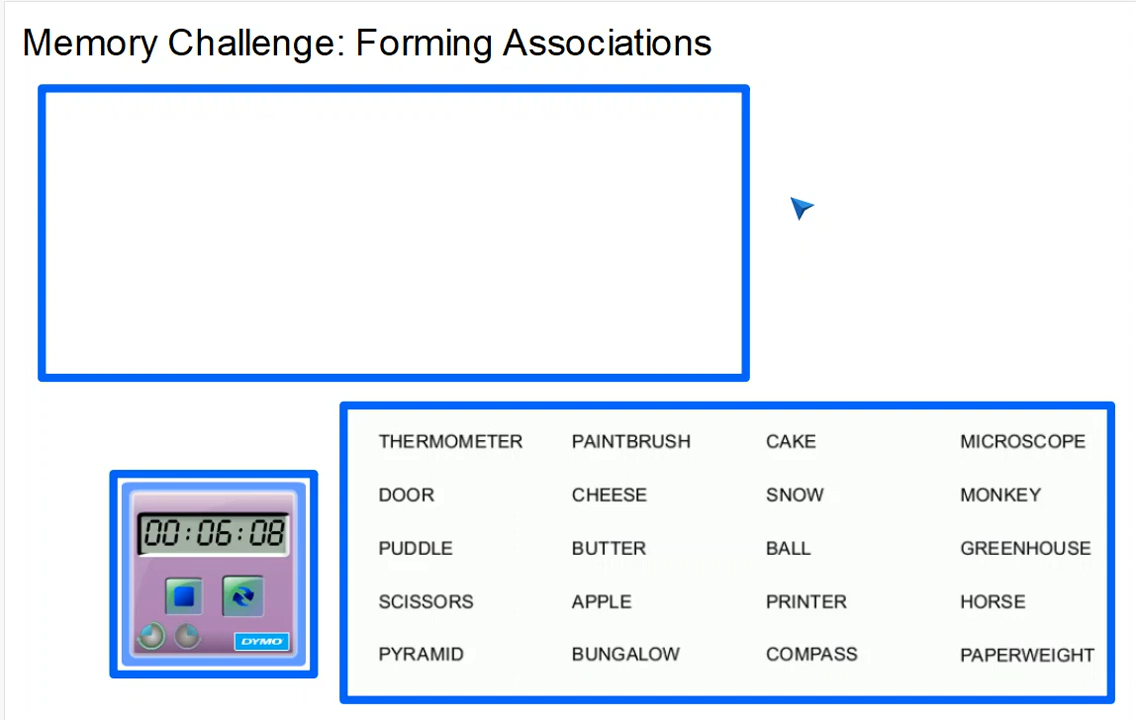 Memory Challenge: Forming Associations
THERMOMETER PAINTBRUSH CAKE MICROSCOPE
DOOR CHEESE SNOW MONKEY
00:06:08
PUDDLE BUTTER BALL GREENHOUSE
SCISSORS APPLE PRINTER HORSE
DYMO
PYRAMID BUNGALOW COMPASS PAPERWEIGHT